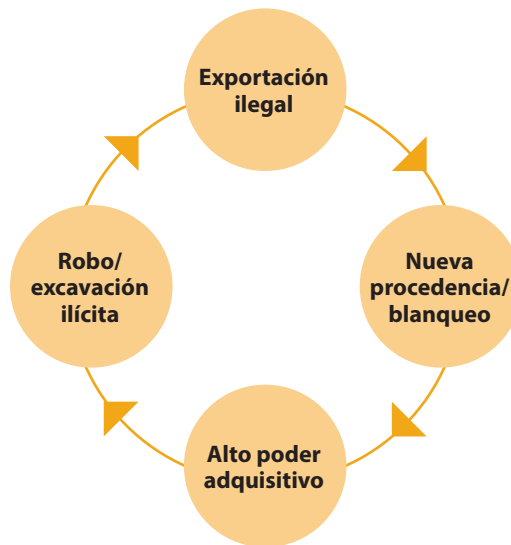 Exportación
ilegal
Robo/
excavación
ilícita
Nueva
procedencia/
blanqueo
Alto poder
adquisitivo